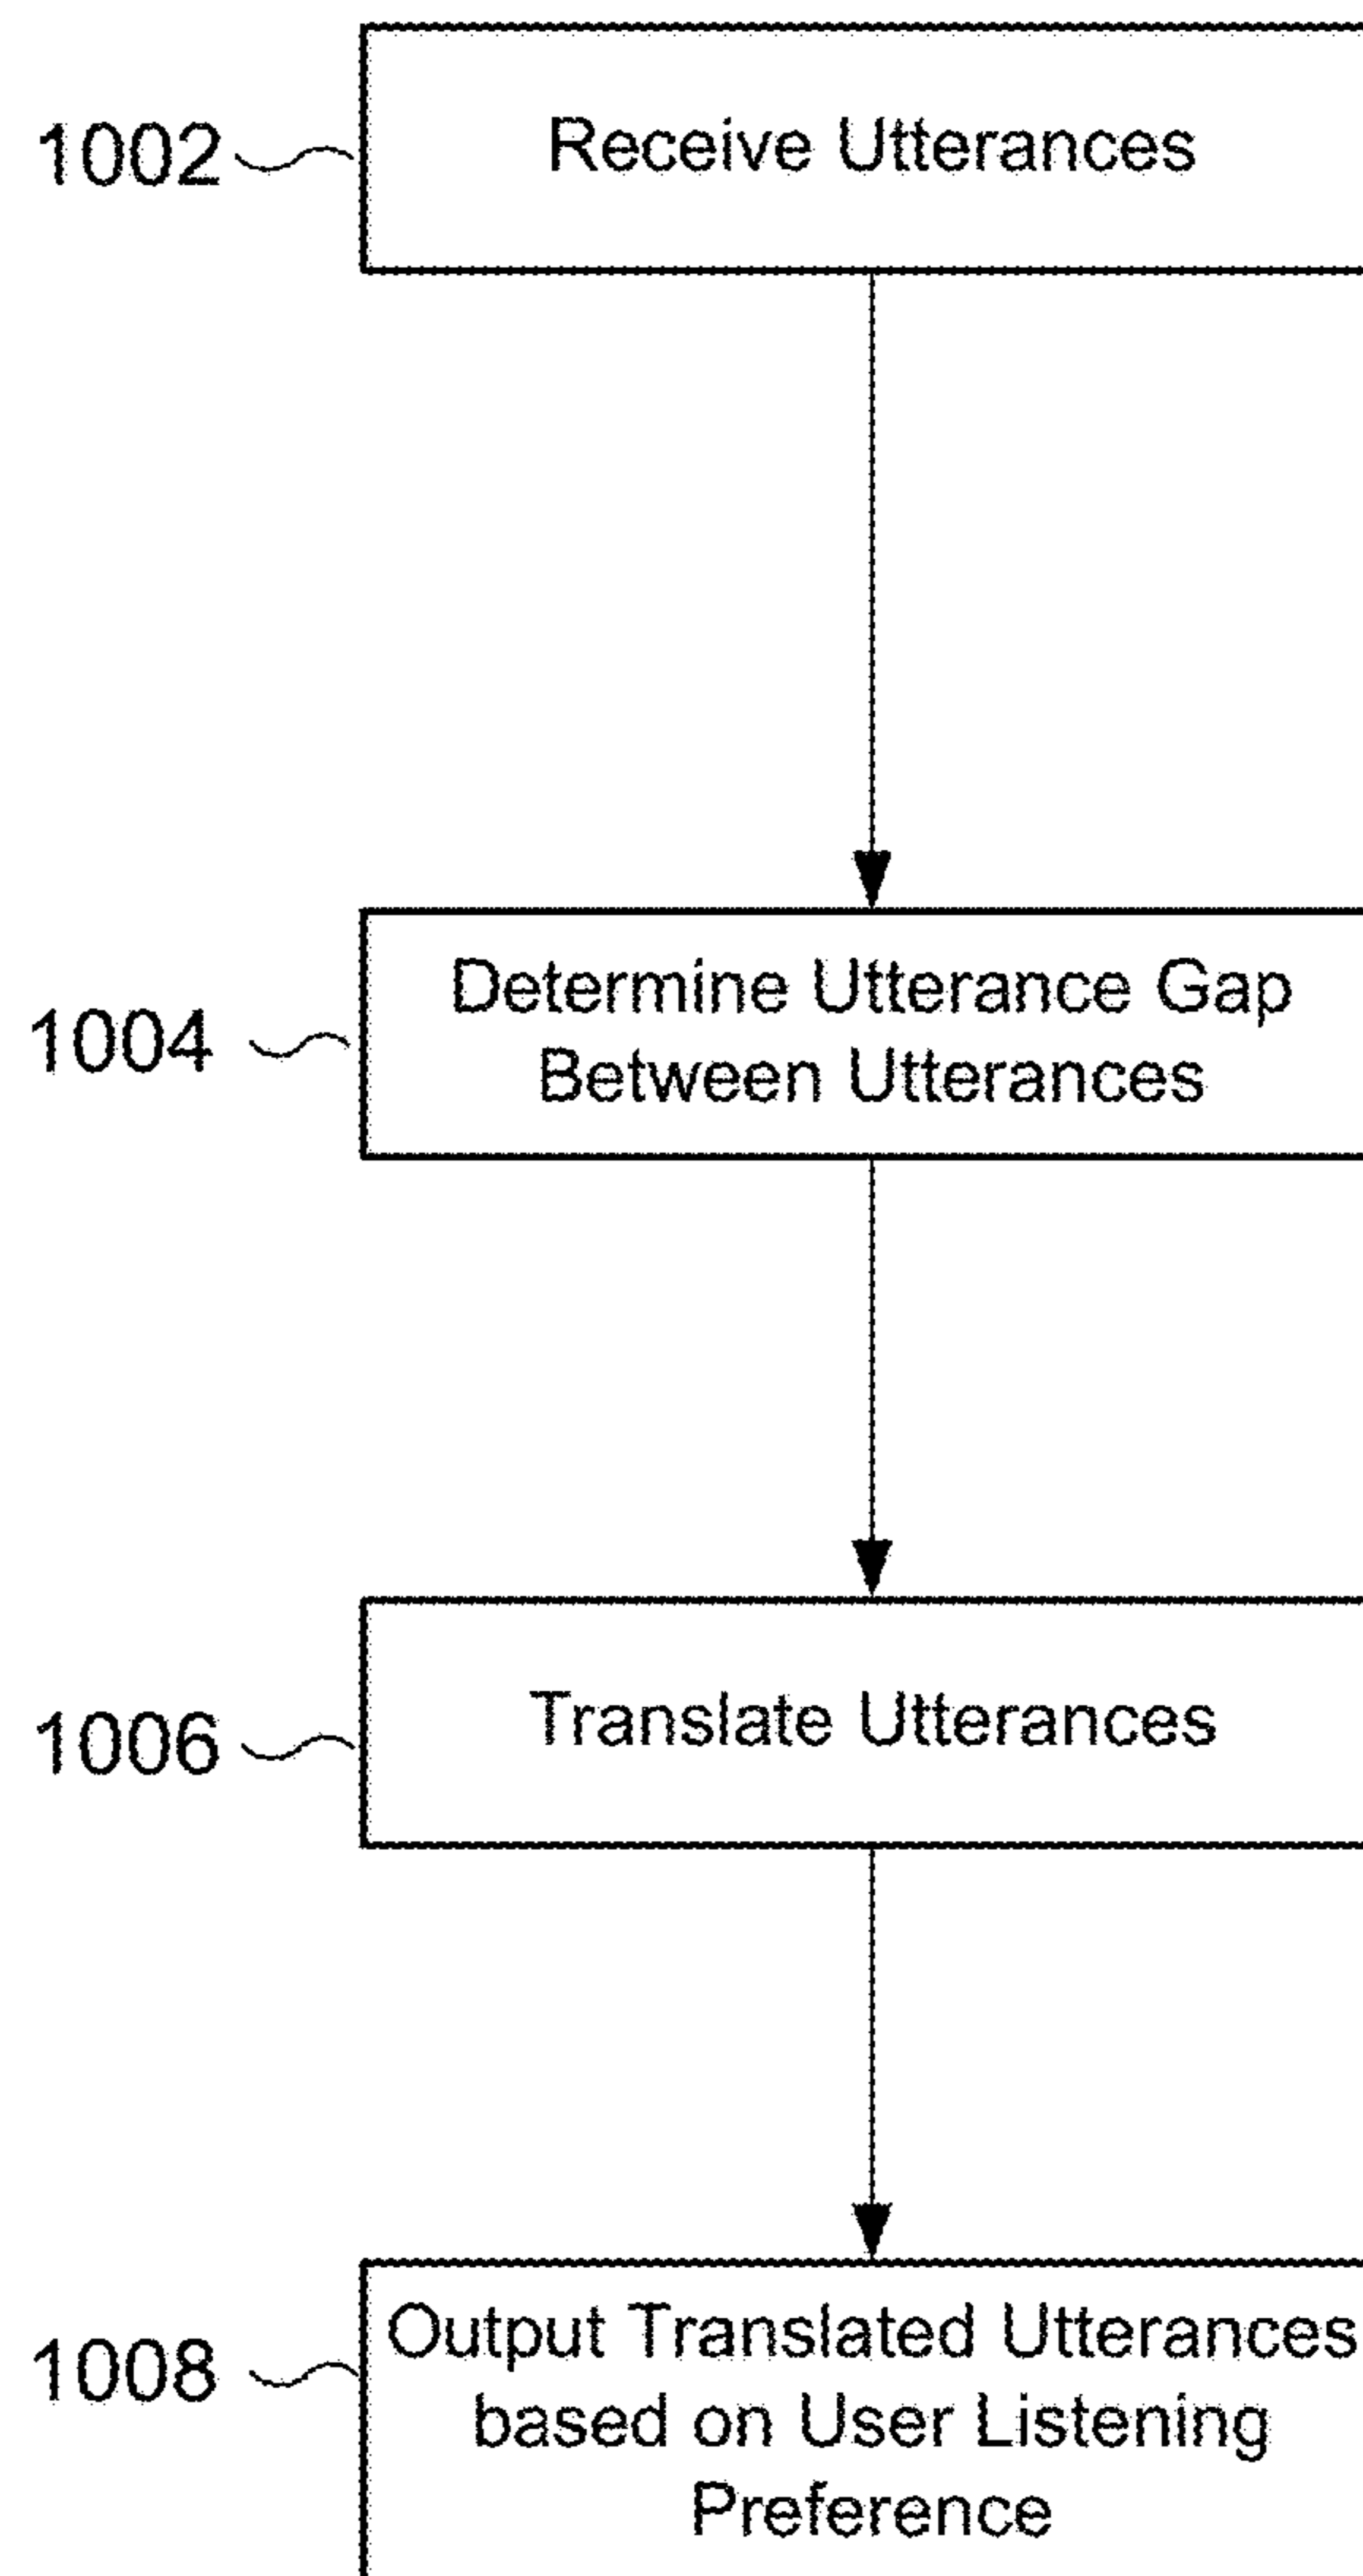 1002
Receive Utterances
1004
Determine Utterance Gap
Between Utterances
1006
Translate Utterances
1008
Output Translated Utterances
based on User Listening
Preference